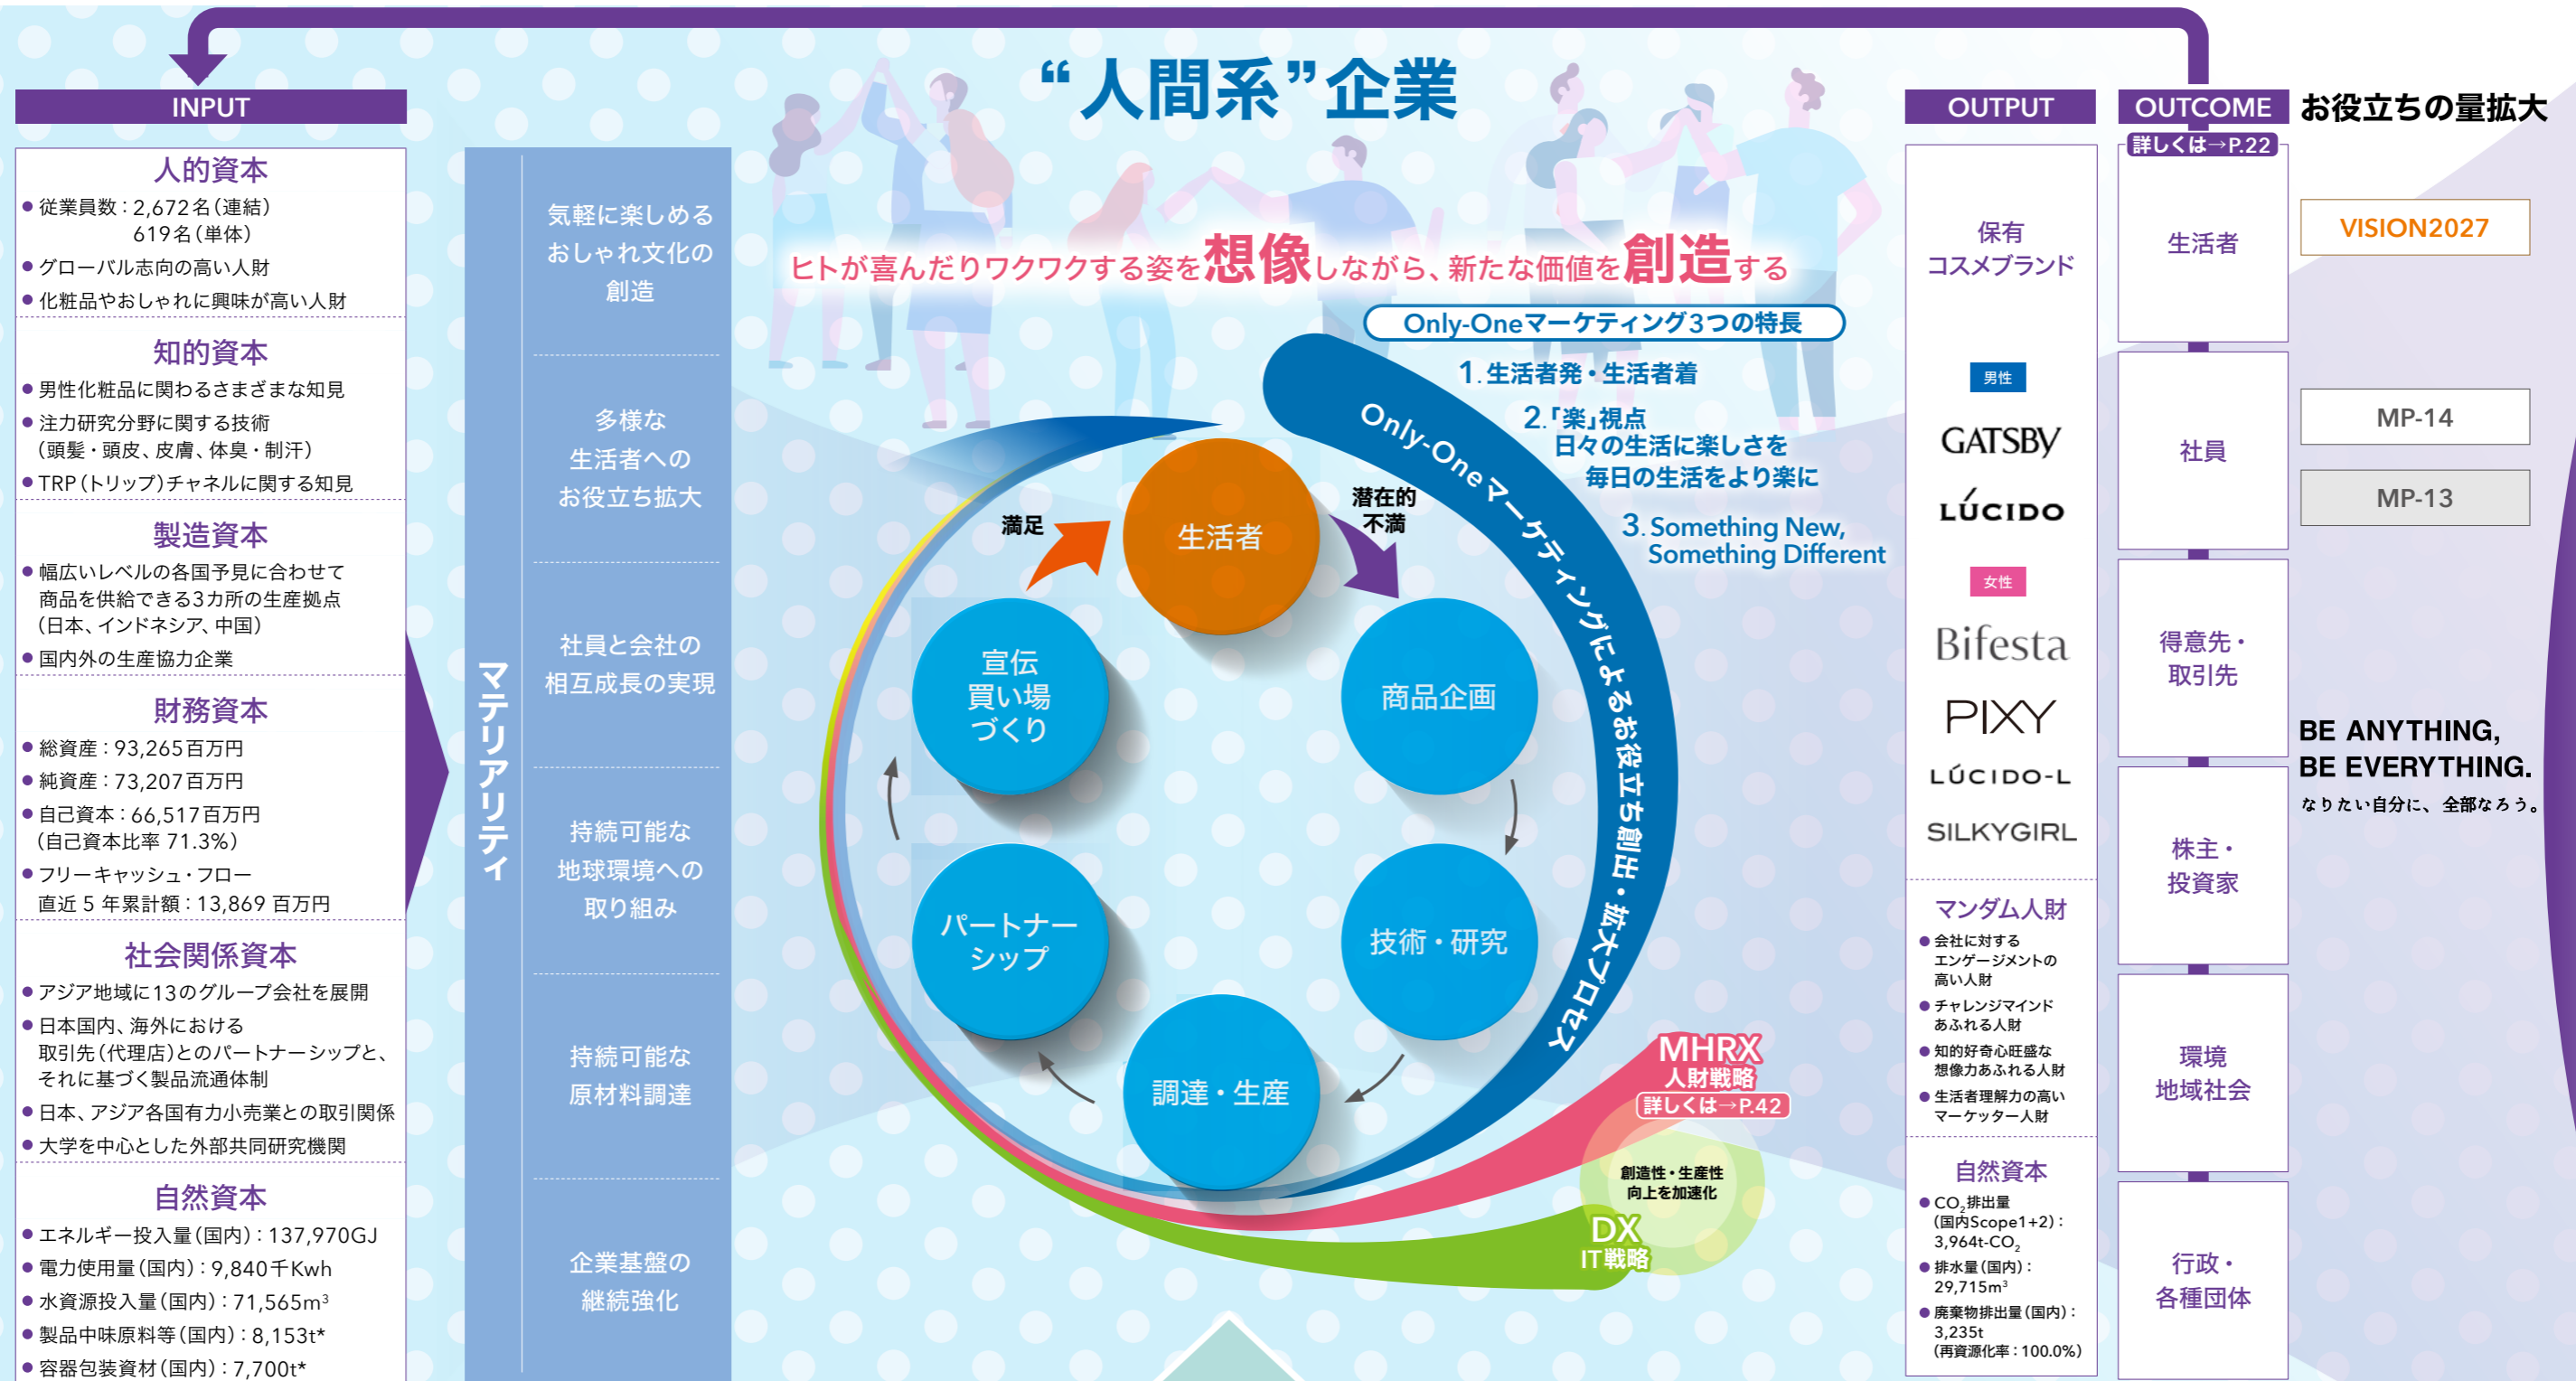 “人間系”企業
INPUT
人的資本
● 従業員数：2,672名（連結）
619名（単体）
● グローバル志向の高い人財
● 化粧品やおしゃれに興味が高い人財
知的資本
● 男性化粧品に関わるさまざまな知見
● 注力研究分野に関する技術
（頭髪・頭皮、皮膚、体臭・制汗）
● TRP（トリップ）チャネルに関する知見
製造資本
● 幅広いレベルの各国予見に合わせて
商品を供給できる3カ所の生産拠点
（日本、インドネシア、中国）
● 国内外の生産協力企業
財務資本
● 総資産：93,265百万円
● 純資産：73,207百万円
● 自己資本：66,517百万円
（自己資本比率 71.3%）
● フリーキャッシュ・フロー
直近 5 年累計額：13,869 百万円
社会関係資本
● アジア地域に13のグループ会社を展開
● 日本国内、海外における
取引先（代理店）とのパートナーシップと、
それに基づく製品流通体制
● 日本、アジア各国有力小売業との取引関係
● 大学を中心とした外部共同研究機関
自然資本
● エネルギー投入量（国内）：137,970GJ
● 電力使用量（国内）：9,840千Kwh
● 水資源投入量（国内）：71,565m³
● 製品中味原料等（国内）：8,153t*
● 容器包装資材（国内）：7,700t*
マテリアリティ
気軽に楽しめる
おしゃれ文化の
創造
多様な
生活者への
お役立ち拡大
社員と会社の
相互成長の実現
持続可能な
地球環境への
取り組み
持続可能な
原材料調達
企業基盤の
継続強化
ヒトが喜んだりワクワクする姿を想像しながら、新たな価値を創造する
Only-Oneマーケティング3つの特長
1.生活者発・生活者着
2.「楽」視点
日々の生活に楽しさを
毎日の生活をより楽に
3.Something New,
Something Different
Only-Oneマーケティングによるお役立ち創出・拡大プロセス
満足
生活者
潜在的
不満
商品企画
技術・研究
調達・生産
パートナー
シップ
宣伝
買い場
づくり
MHRX
人財戦略
詳しくは→P.42
創造性・生産性
向上を加速化
DX
IT戦略
OUTPUT
保有
コスメブランド
男性
GATSBY
LÚCIDO
女性
Bifesta
PIXY
LÚCIDO-L
SILKYGIRL
マンダム人財
● 会社に対する
エンゲージメントの
高い人財
● チャレンジマインド
あふれる人財
● 知的好奇心旺盛な
想像力あふれる人財
● 生活者理解力の高い
マーケッター人財
自然資本
● CO₂排出量
（国内Scope1+2）：
3,964t-CO₂
● 排水量（国内）：
29,715m³
● 廃棄物排出量（国内）：
3,235t
（再資源化率：100.0%）
OUTCOME
詳しくは→P.22
生活者
社員
得意先・
取引先
株主・
投資家
環境
地域社会
行政・
各種団体
お役立ちの量拡大
VISION2027
MP-14
MP-13
BE ANYTHING,
BE EVERYTHING.
なりたい自分に、全部なろう。